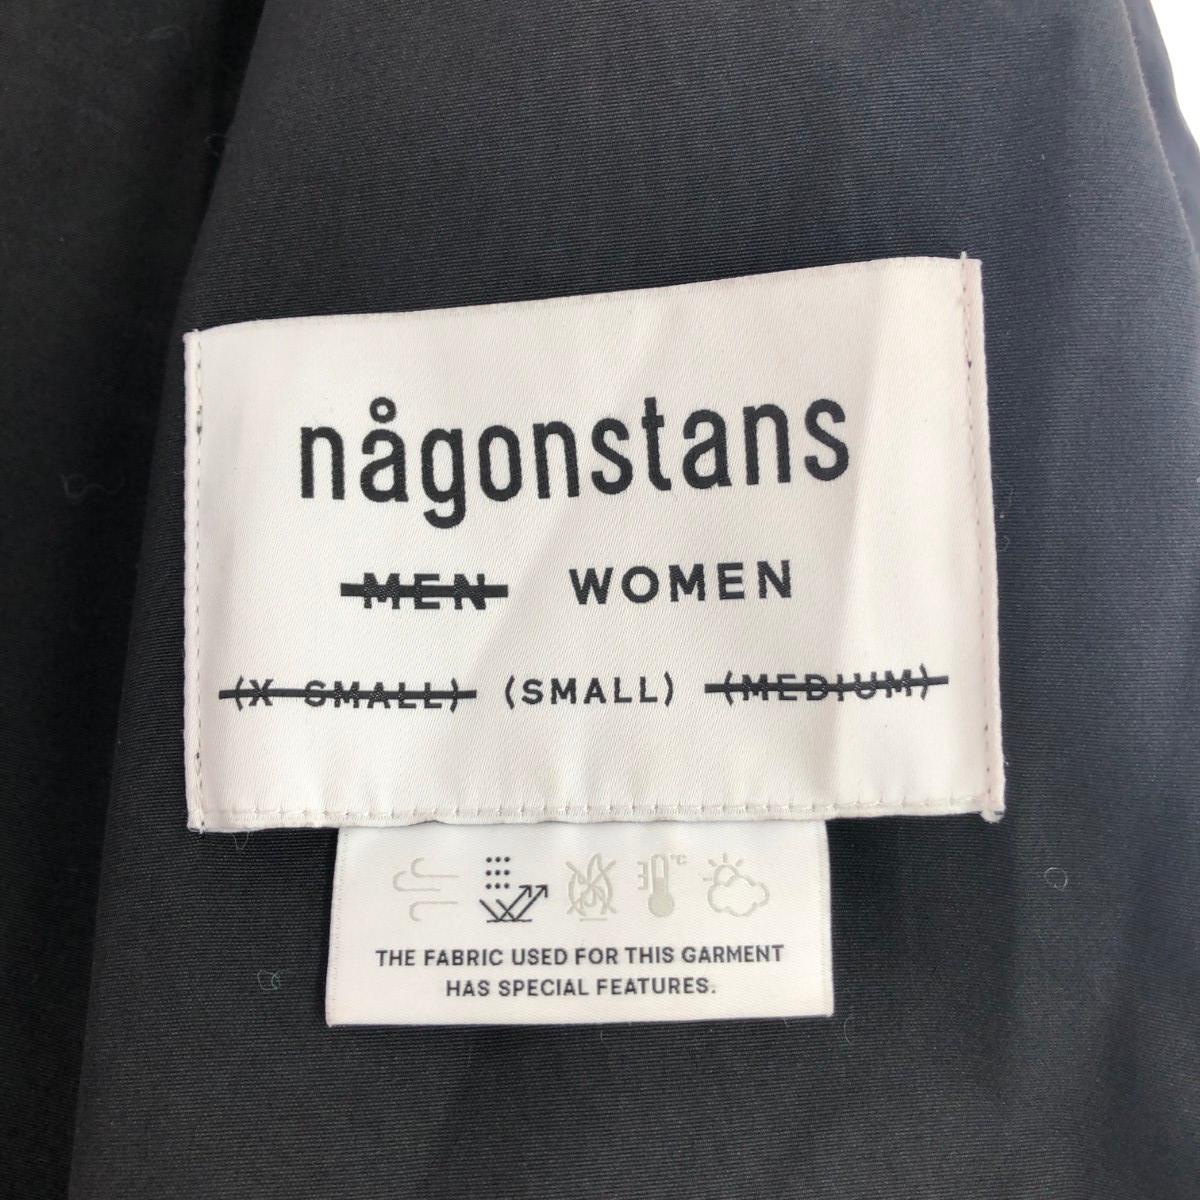 någonstans
MEN WOMEN
(X SMALL) (SMALL) (MEDIUM)
°C
THE FABRIC USED FOR THIS GARMENT
HAS SPECIAL FEATURES.